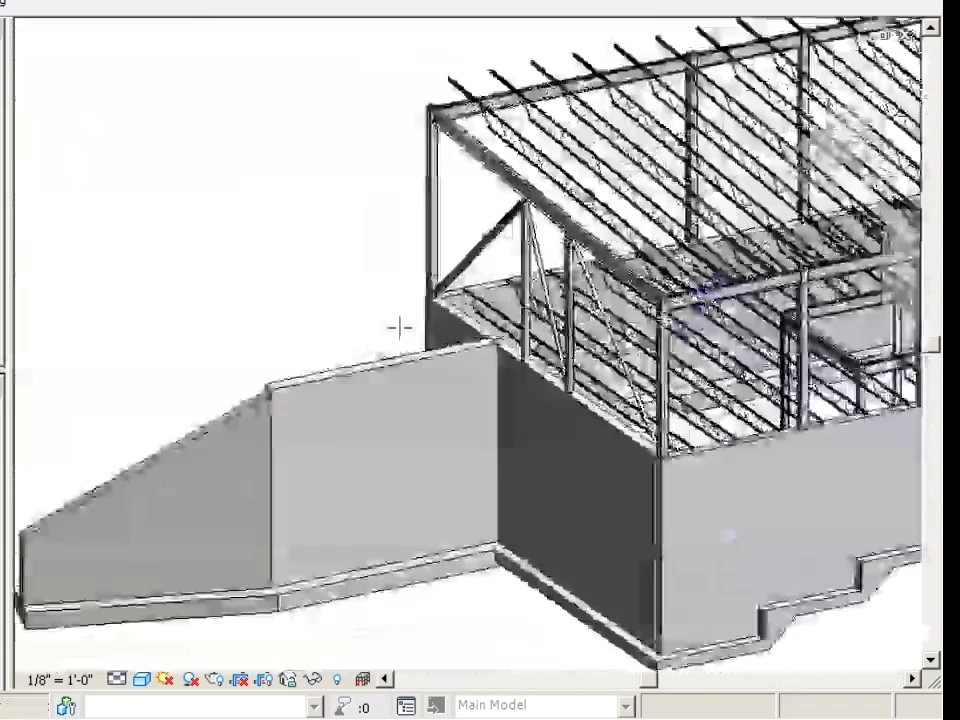 1/8" = 1'-0"
:0
Main Model